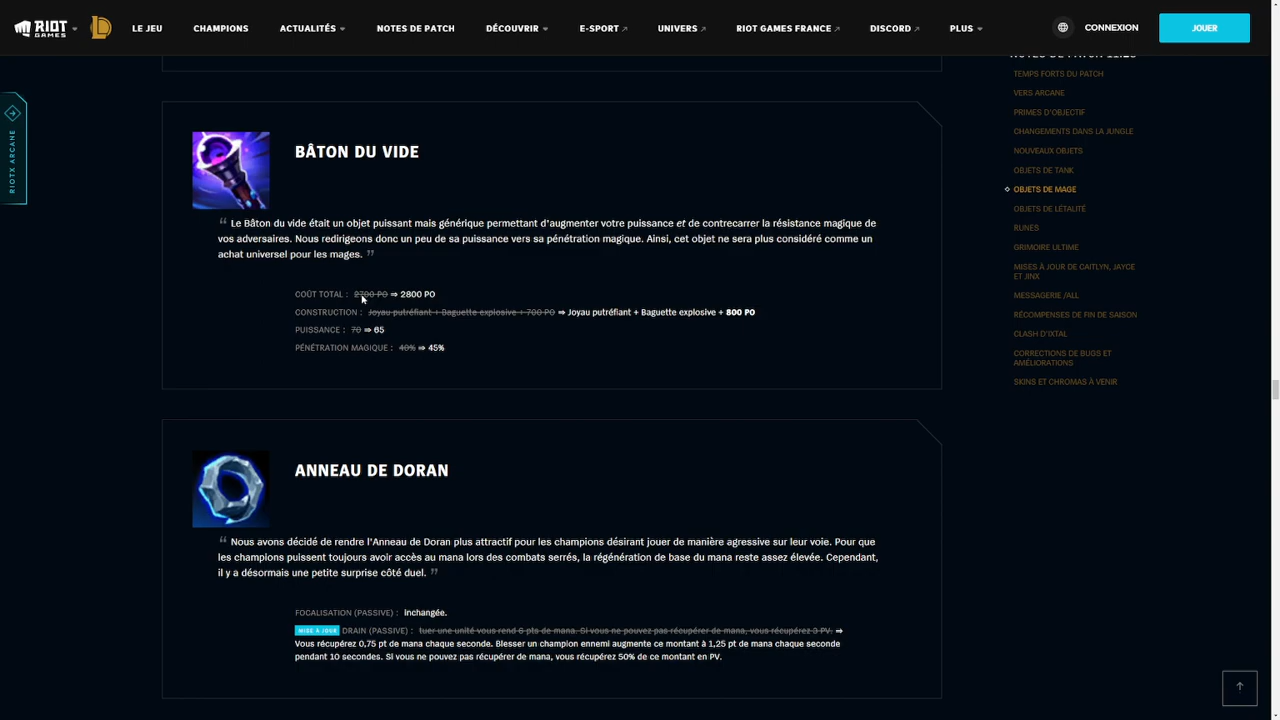 RIOT GAMES
LE JEU
CHAMPIONS
ACTUALITÉS
NOTES DE PATCH
DÉCOUVRIR
E-SPORT
UNIVERS
RIOT GAMES FRANCE
DISCORD
PLUS
CONNEXION
JOUER
RIOTX ARCANE
BÂTON DU VIDE
“ Le Bâton du vide était un objet puissant mais générique permettant d'augmenter votre puissance et de contrecarrer la résistance magique de
vos adversaires. Nous redirigeons donc un peu de sa puissance vers sa pénétration magique. Ainsi, cet objet ne sera plus considéré comme un
achat universel pour les mages. ”
COÛT TOTAL : 2700 PO ⇒ 2800 PO
CONSTRUCTION : Joyau putréfiant + Baguette explosive + 700 PO ⇒ Joyau putréfiant + Baguette explosive + 800 PO
PUISSANCE : 70 ⇒ 65
PÉNÉTRATION MAGIQUE : 40% ⇒ 45%
ANNEAU DE DORAN
“ Nous avons décidé de rendre l'Anneau de Doran plus attractif pour les champions désirant jouer de manière agressive sur leur voie. Pour que
les champions puissent toujours avoir accès au mana lors des combats serrés, la régénération de base du mana reste assez élevée. Cependant,
il y a désormais une petite surprise côté duel. ”
FOCALISATION (PASSIVE) : inchangée.
MISE À JOUR DRAIN (PASSIVE) : tuer une unité vous rend 6 pts de mana. Si vous ne pouvez pas récupérer de mana, vous récupérez 3 PV. ⇒
Vous récupérez 0,75 pt de mana chaque seconde. Blesser un champion ennemi augmente ce montant à 1,25 pt de mana chaque seconde
pendant 10 secondes. Si vous ne pouvez pas récupérer de mana, vous récupérez 50% de ce montant en PV.
TEMPS FORTS DU PATCH
VERS ARCANE
PRIMES D'OBJECTIF
CHANGEMENTS DANS LA JUNGLE
NOUVEAUX OBJETS
OBJETS DE TANK
OBJETS DE MAGE
OBJETS DE LÉTALITÉ
RUNES
GRIMOIRE ULTIME
MISES À JOUR DE CAITLYN, JAYCE
ET JINX
MESSAGERIE /ALL
RÉCOMPENSES DE FIN DE SAISON
CLASH D'IXTAL
CORRECTIONS DE BUGS ET
AMÉLIORATIONS
SKINS ET CHROMAS À VENIR